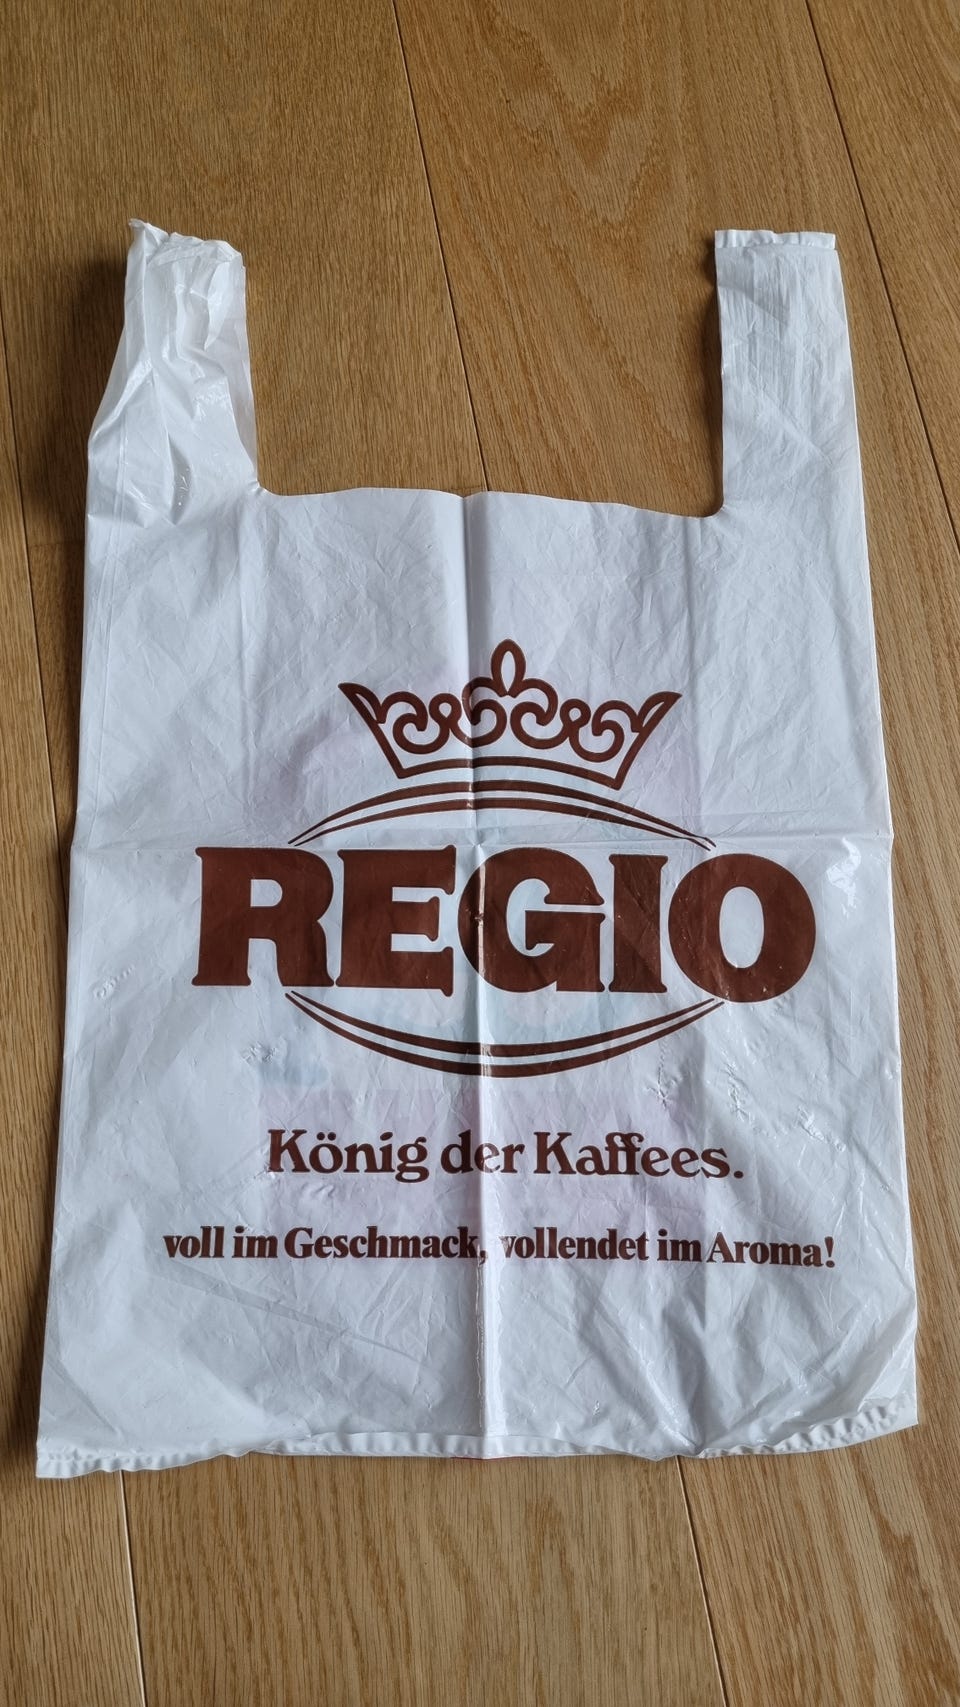 REGIO
König der Kaffees.
voll im Geschmack, vollendet im Aroma!